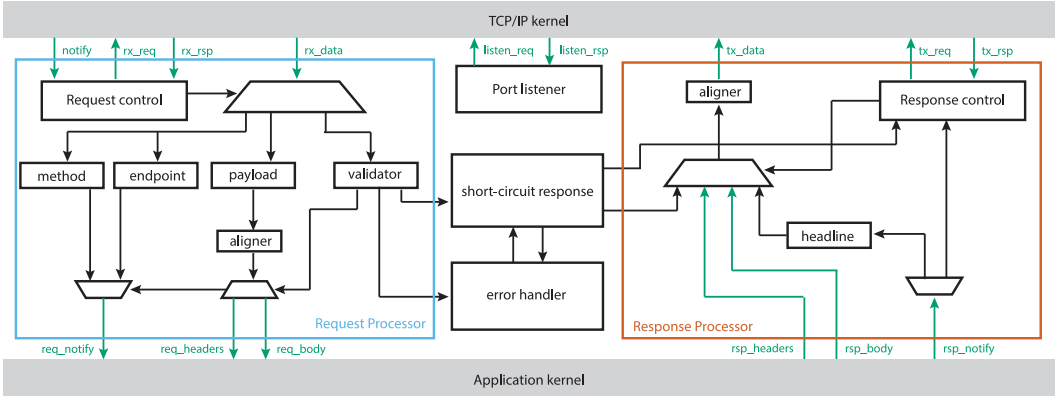 TCP/IP kernel
notify
rx_req
rx_rsp
rx_data
listen_req
listen_rsp
tx_data
tx_req
tx_rsp
Request control
Port listener
aligner
Response control
method
endpoint
payload
validator
short-circuit response
aligner
headline
error handler
Request Processor
Response Processor
req_notify
req_headers
req_body
rsp_headers
rsp_body
rsp_notify
Application kernel